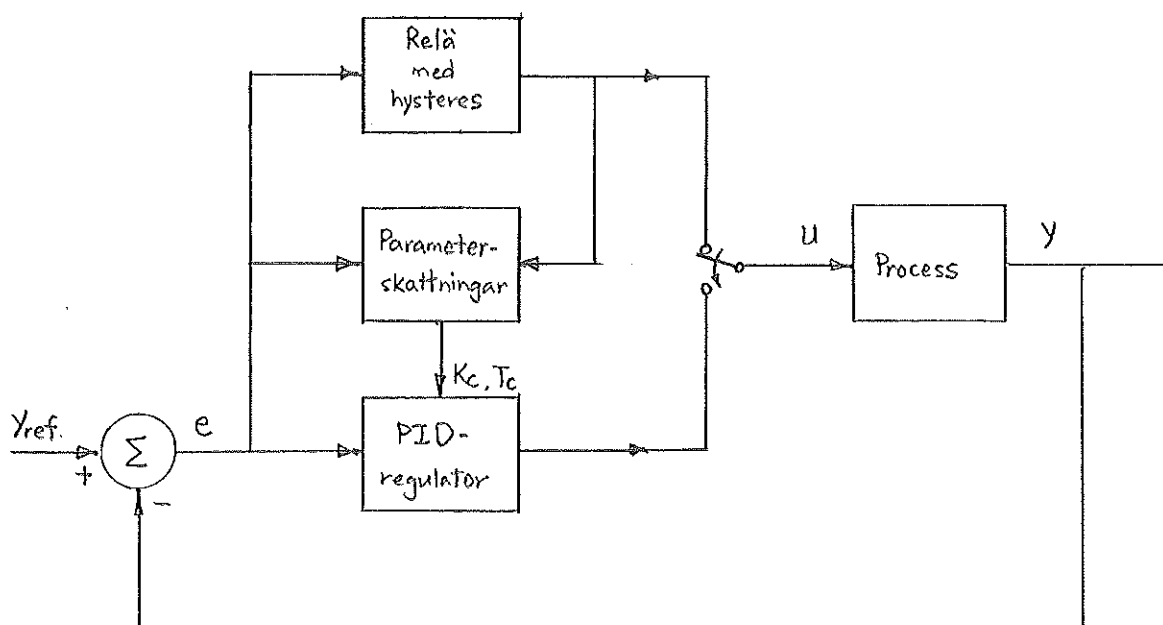 Relä
med
hysteres
Parameter-
skattningar
u
Process
y
Kc, Tc
yref.
+
Σ
e
-
PID-
regulator